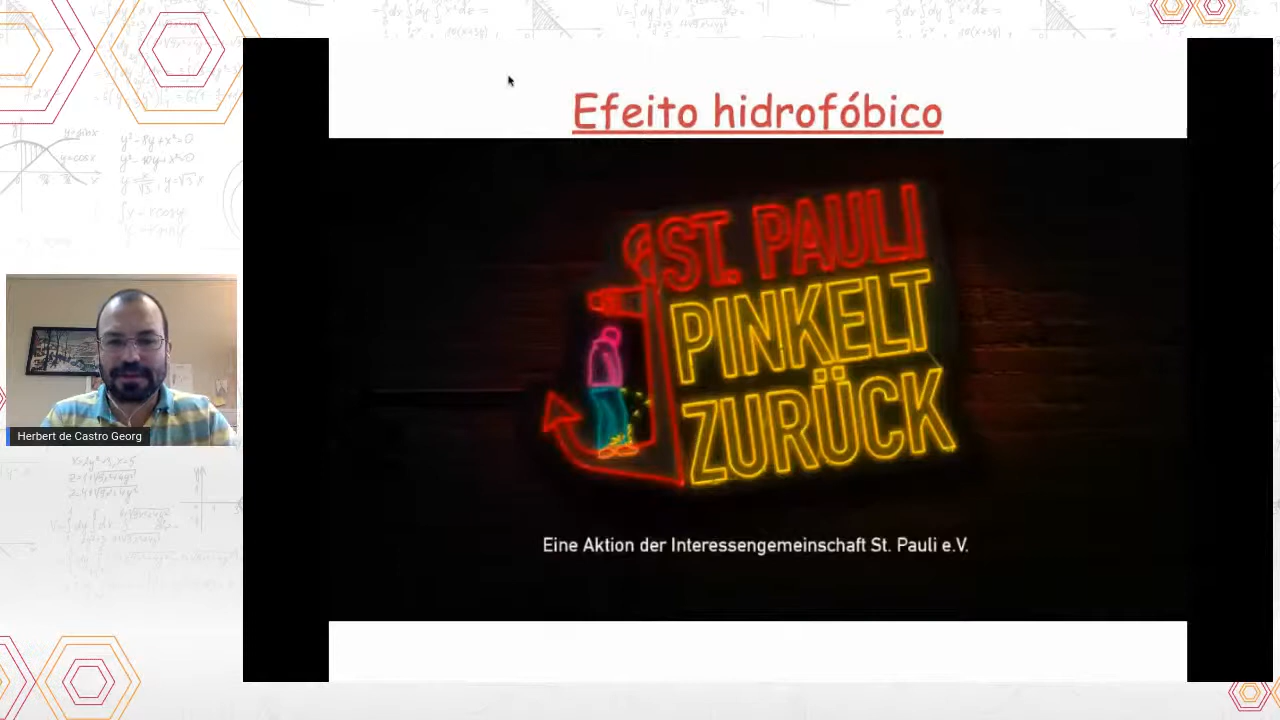 Efeito hidrofóbico
ST. PAULI
PINKELT
ZURÜCK
Eine Aktion der Interessengemeinschaft St. Pauli e.V.
Herbert de Castro Georg